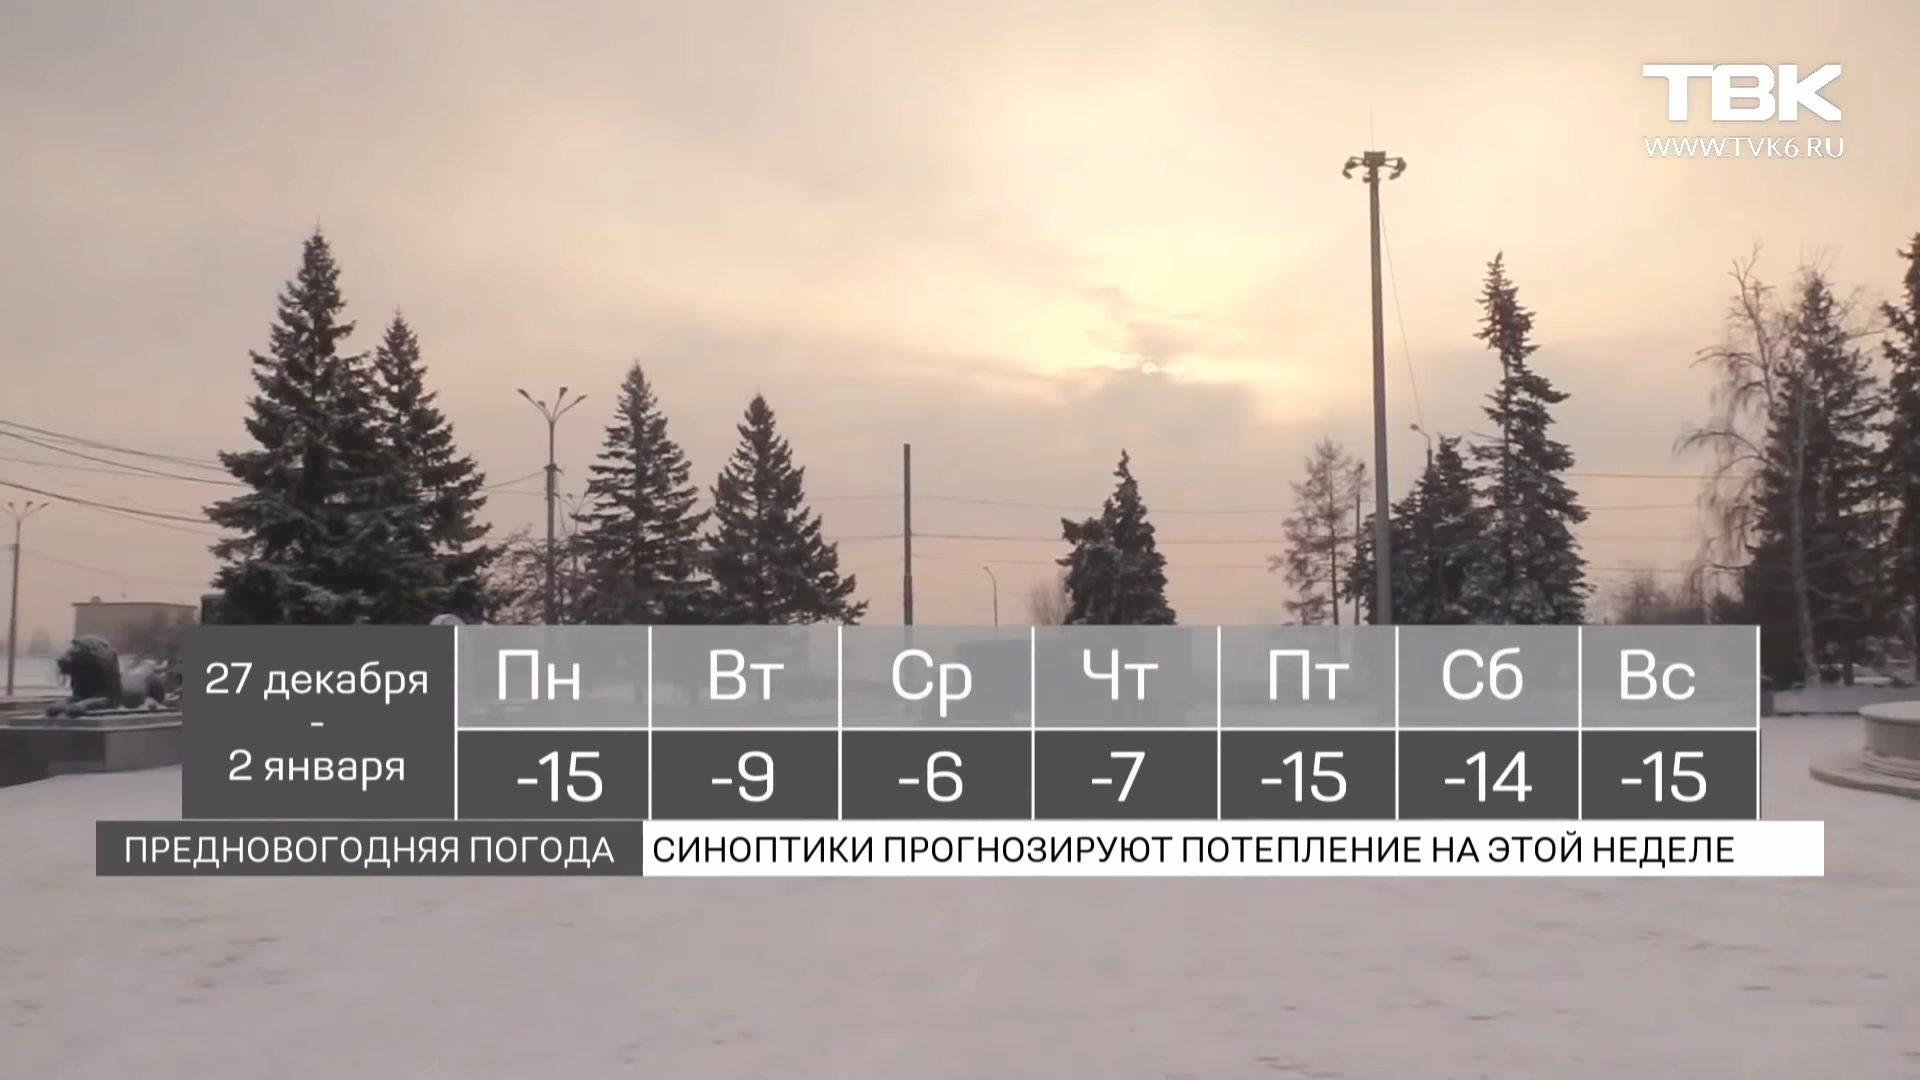 ТВК
WWW.TVK6.RU
27 декабря
-
2 января
Пн Вт Ср Чт Пт Сб Вс
-15 -9 -6 -7 -15 -14 -15
ПРЕДНОВОГОДНЯЯ ПОГОДА СИНОПТИКИ ПРОГНОЗИРУЮТ ПОТЕПЛЕНИЕ НА ЭТОЙ НЕДЕЛЕ